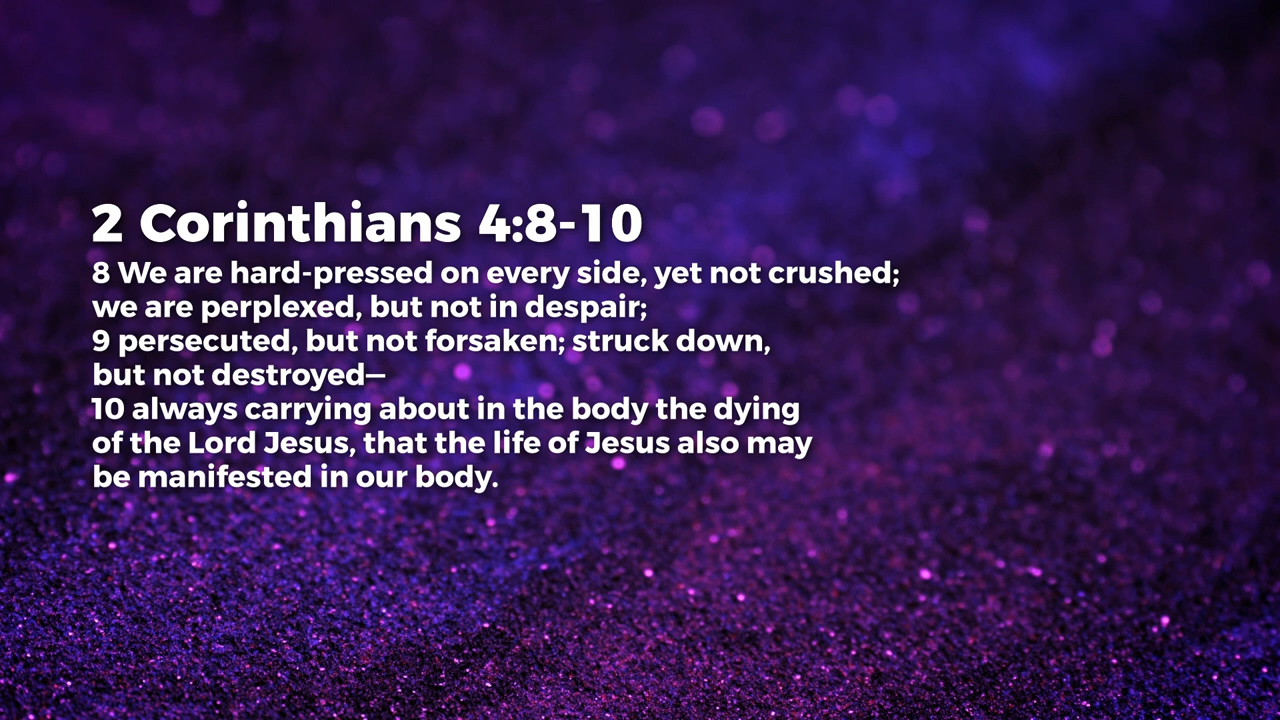 2 Corinthians 4:8-10
8 We are hard-pressed on every side, yet not crushed;
we are perplexed, but not in despair;
9 persecuted, but not forsaken; struck down,
but not destroyed—
10 always carrying about in the body the dying
of the Lord Jesus, that the life of Jesus also may
be manifested in our body.